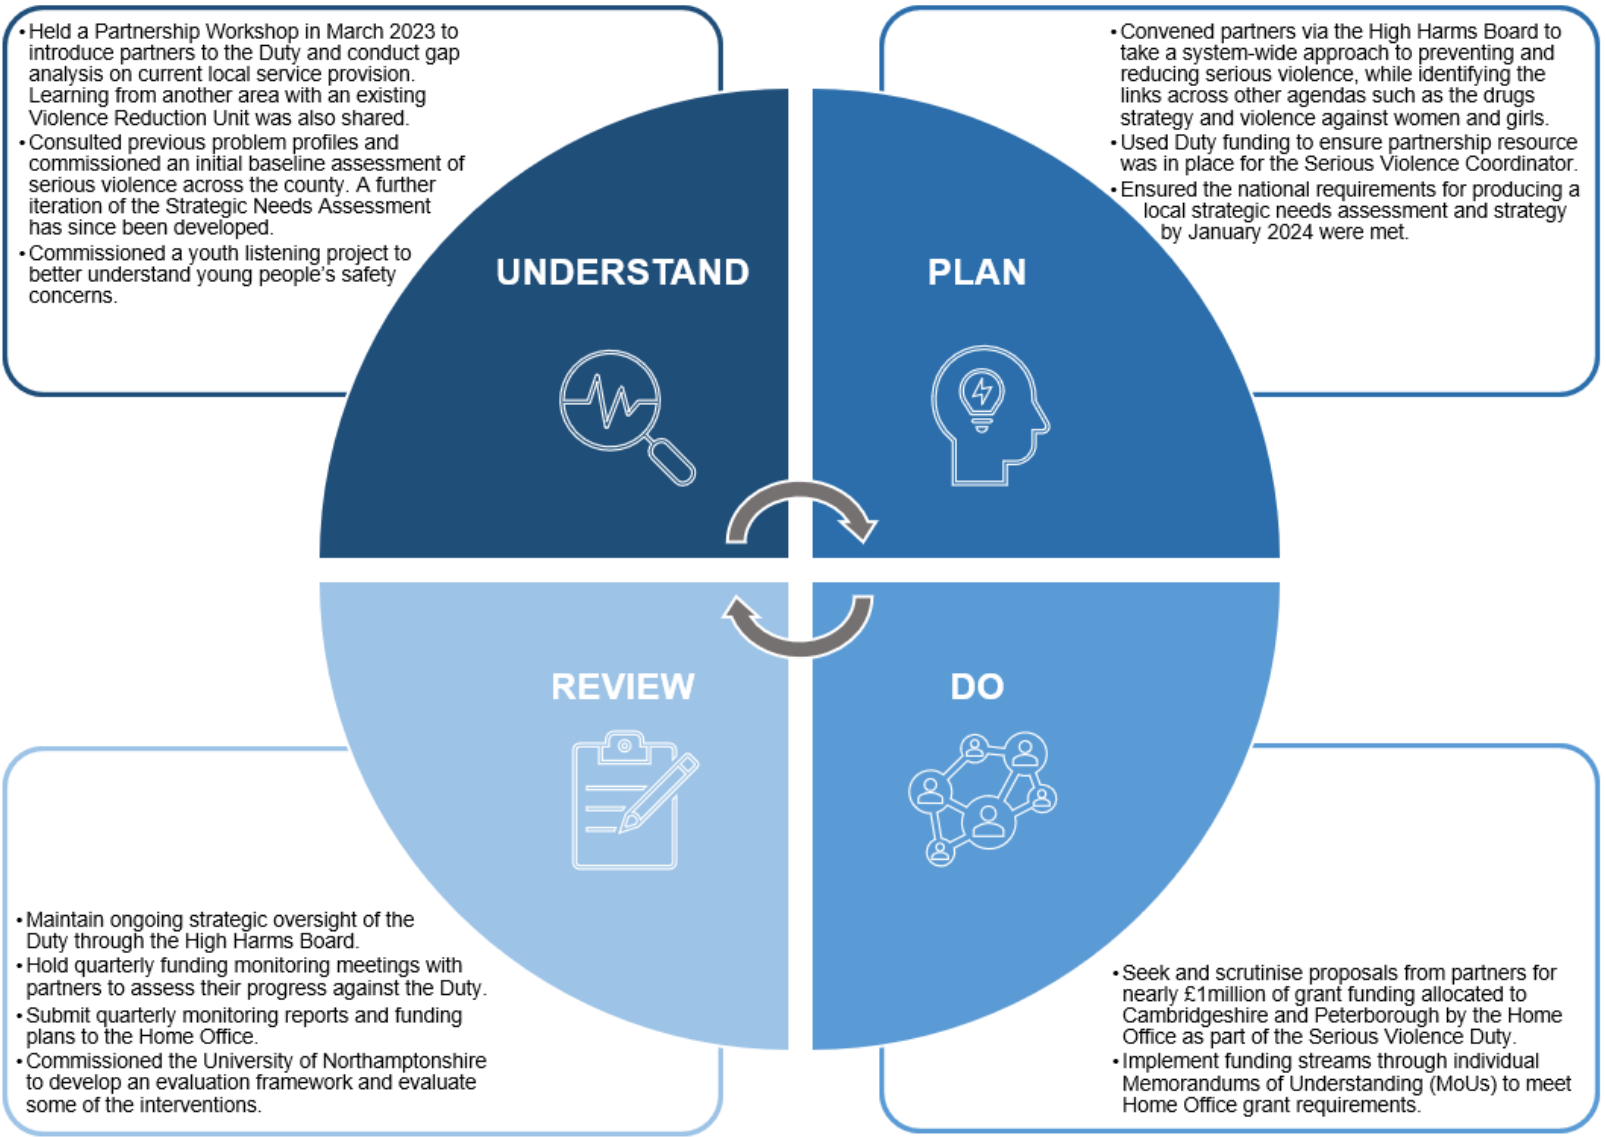 •Held a Partnership Workshop in March 2023 to
introduce partners to the Duty and conduct gap
analysis on current local service provision.
Learning from another area with an existing
Violence Reduction Unit was also shared.
•Consulted previous problem profiles and
commissioned an initial baseline assessment of
serious violence across the county. A further
iteration of the Strategic Needs Assessment
has since been developed.
•Commissioned a youth listening project to
better understand young people’s safety
concerns.
UNDERSTAND
•Convened partners via the High Harms Board to
take a system-wide approach to preventing and
reducing serious violence, while identifying the
links across other agendas such as the drugs
strategy and violence against women and girls.
•Used Duty funding to ensure partnership resource
was in place for the Serious Violence Coordinator.
•Ensured the national requirements for producing a
local strategic needs assessment and strategy
by January 2024 were met.
PLAN
REVIEW
•Maintain ongoing strategic oversight of the
Duty through the High Harms Board.
•Hold quarterly funding monitoring meetings with
partners to assess their progress against the Duty.
•Submit quarterly monitoring reports and funding
plans to the Home Office.
•Commissioned the University of Northamptonshire
to develop an evaluation framework and evaluate
some of the interventions.
DO
•Seek and scrutinise proposals from partners for
nearly £1million of grant funding allocated to
Cambridgeshire and Peterborough by the Home
Office as part of the Serious Violence Duty.
•Implement funding streams through individual
Memorandums of Understanding (MoUs) to meet
Home Office grant requirements.